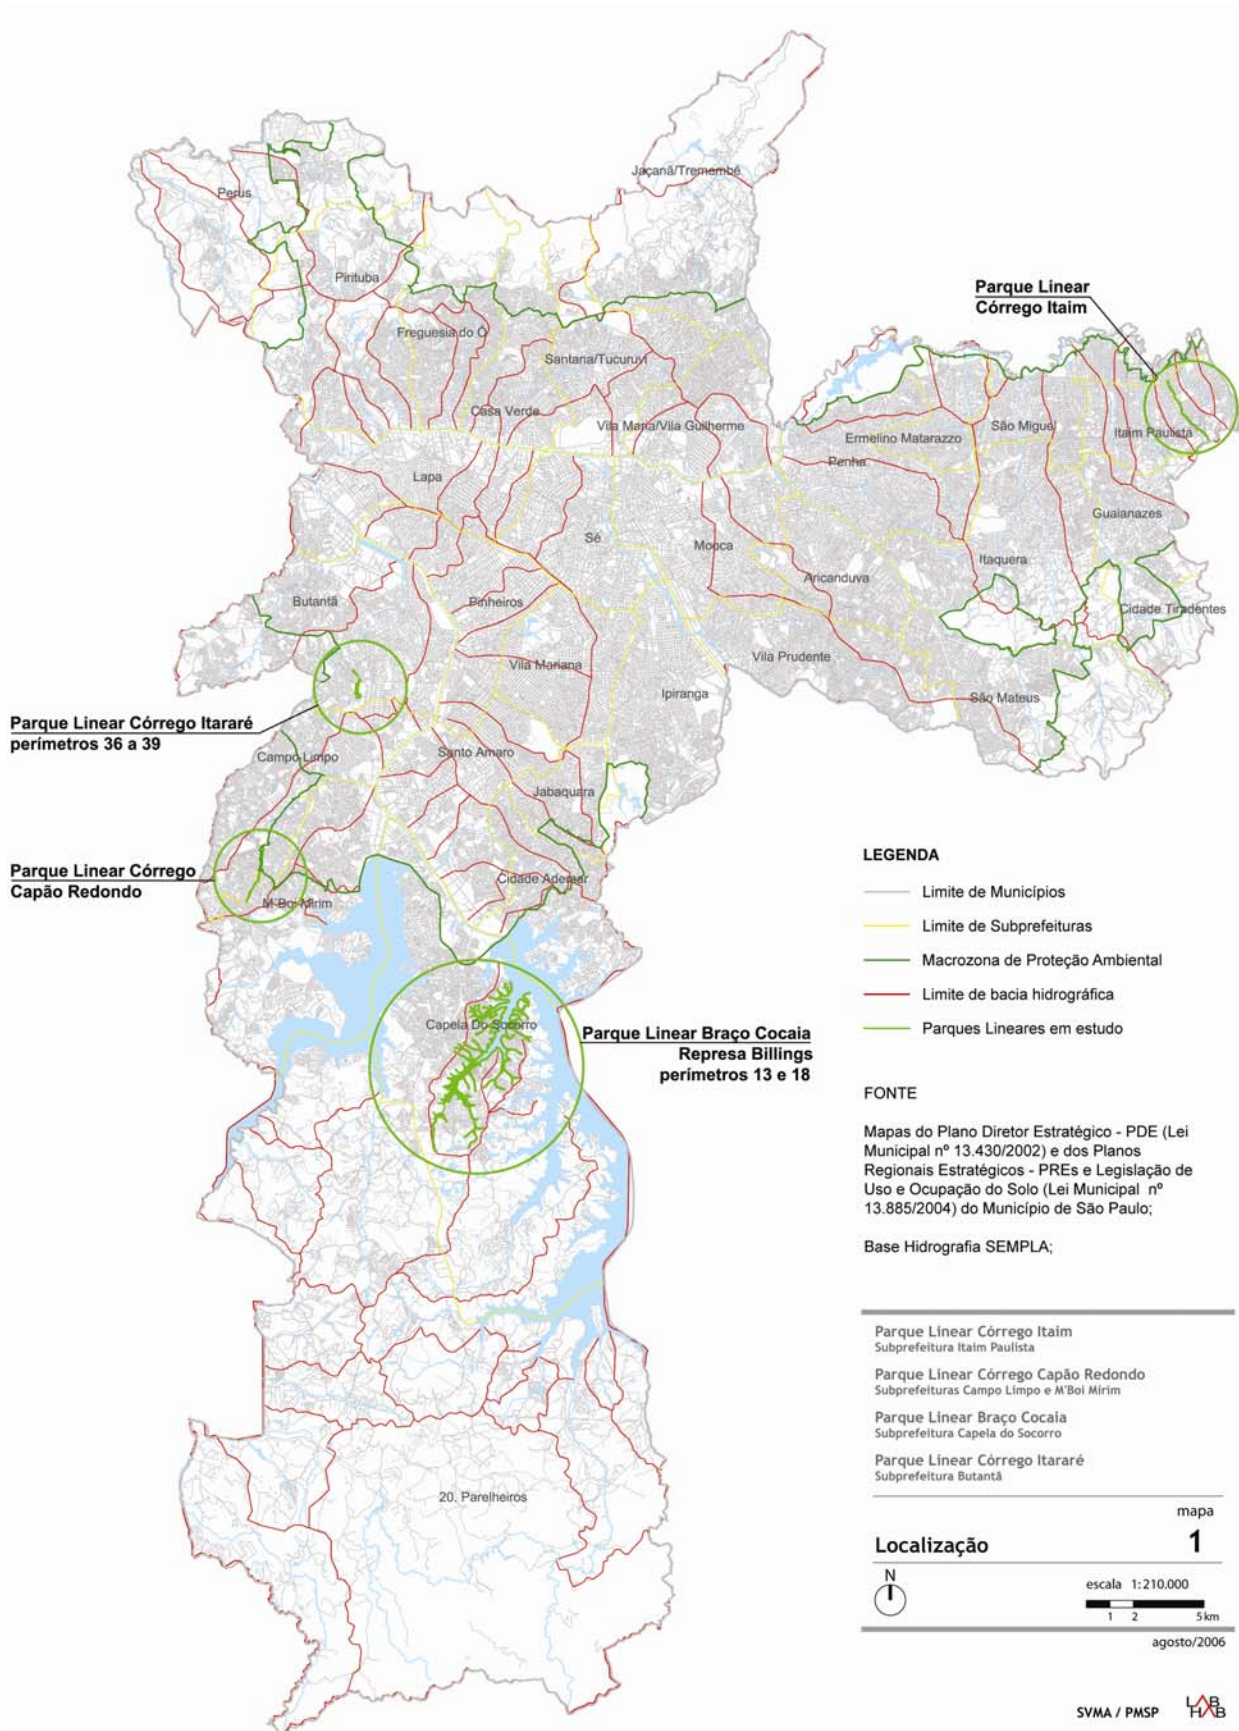 Jaçanã/Tremembé
Perus
Pirituba
Parque Linear
Córrego Itaim
Freguesia do Ó
Santana/Tucuruvi
Casa Verde
Vila Maria/Vila Guilherme
Ermelino Matarazzo
São Miguel
Itaim Paulista
Penha
Lapa
Guaianazes
Sé
Mooca
Itaquera
Aricanduva
Butantã
Pinheiros
Cidade Tiradentes
Vila Mariana
Vila Prudente
Ipiranga
São Mateus
Parque Linear Córrego Itararé
perímetros 36 a 39
Campo Limpo
Santo Amaro
Jabaquara
Parque Linear Córrego
Capão Redondo
Cidade Ademar
M'Boi Mirim
Capela Do Socorro
Parque Linear Braço Cocaia
Represa Billings
perímetros 13 e 18
20. Parelheiros
LEGENDA
Limite de Municípios
Limite de Subprefeituras
Macrozona de Proteção Ambiental
Limite de bacia hidrográfica
Parques Lineares em estudo
FONTE
Mapas do Plano Diretor Estratégico - PDE (Lei
Municipal nº 13.430/2002) e dos Planos
Regionais Estratégicos - PREs e Legislação de
Uso e Ocupação do Solo (Lei Municipal nº
13.885/2004) do Município de São Paulo;
Base Hidrografia SEMPLA;
Parque Linear Córrego Itaim
Subprefeitura Itaim Paulista
Parque Linear Córrego Capão Redondo
Subprefeituras Campo Limpo e M'Boi Mirim
Parque Linear Braço Cocaia
Subprefeitura Capela do Socorro
Parque Linear Córrego Itararé
Subprefeitura Butantã
mapa
Localização 1
N
escala 1:210.000
1 2 5 km
agosto/2006
SVMA / PMSP
LAB
HAB